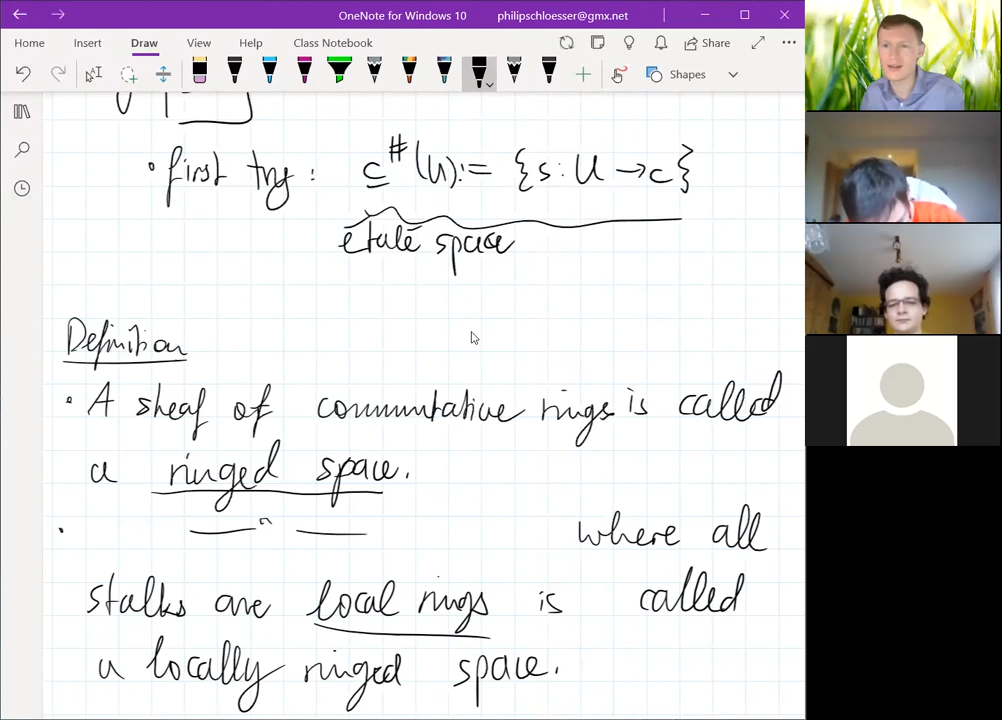 OneNote for Windows 10 philipschloesser@gmx.net
Home Insert Draw View Help Class Notebook Share
Shapes
• first try: c^#(U) := {s: U → c}
étalé space
Definition
• A sheaf of commutative rings is called
a ringed space.
• —— " —— where all
stalks are local rings is called
a locally ringed space.